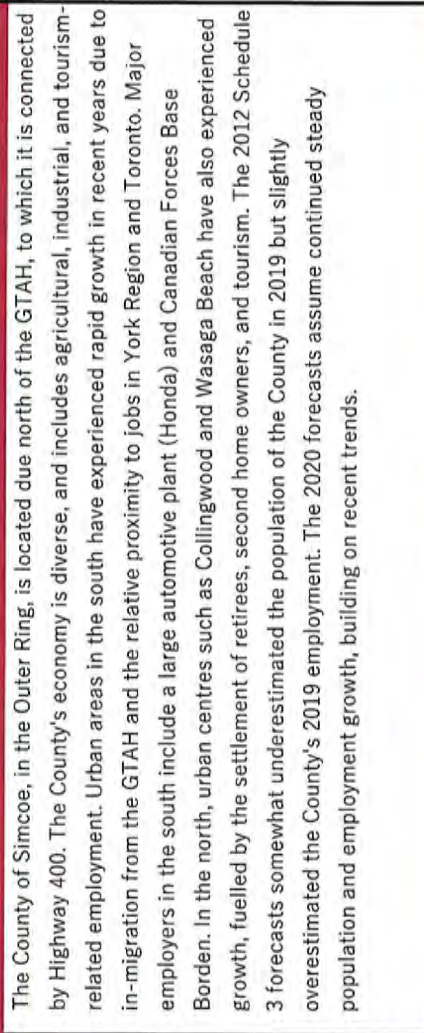 The County of Simcoe, in the Outer Ring, is located due north of the GTAH, to which it is connected
by Highway 400. The County's economy is diverse, and includes agricultural, industrial, and tourism-
related employment. Urban areas in the south have experienced rapid growth in recent years due to
in-migration from the GTAH and the relative proximity to jobs in York Region and Toronto. Major
employers in the south include a large automotive plant (Honda) and Canadian Forces Base
Borden. In the north, urban centres such as Collingwood and Wasaga Beach have also experienced
growth, fuelled by the settlement of retirees, second home owners, and tourism. The 2012 Schedule
3 forecasts somewhat underestimated the population of the County in 2019 but slightly
overestimated the County's 2019 employment. The 2020 forecasts assume continued steady
population and employment growth, building on recent trends.